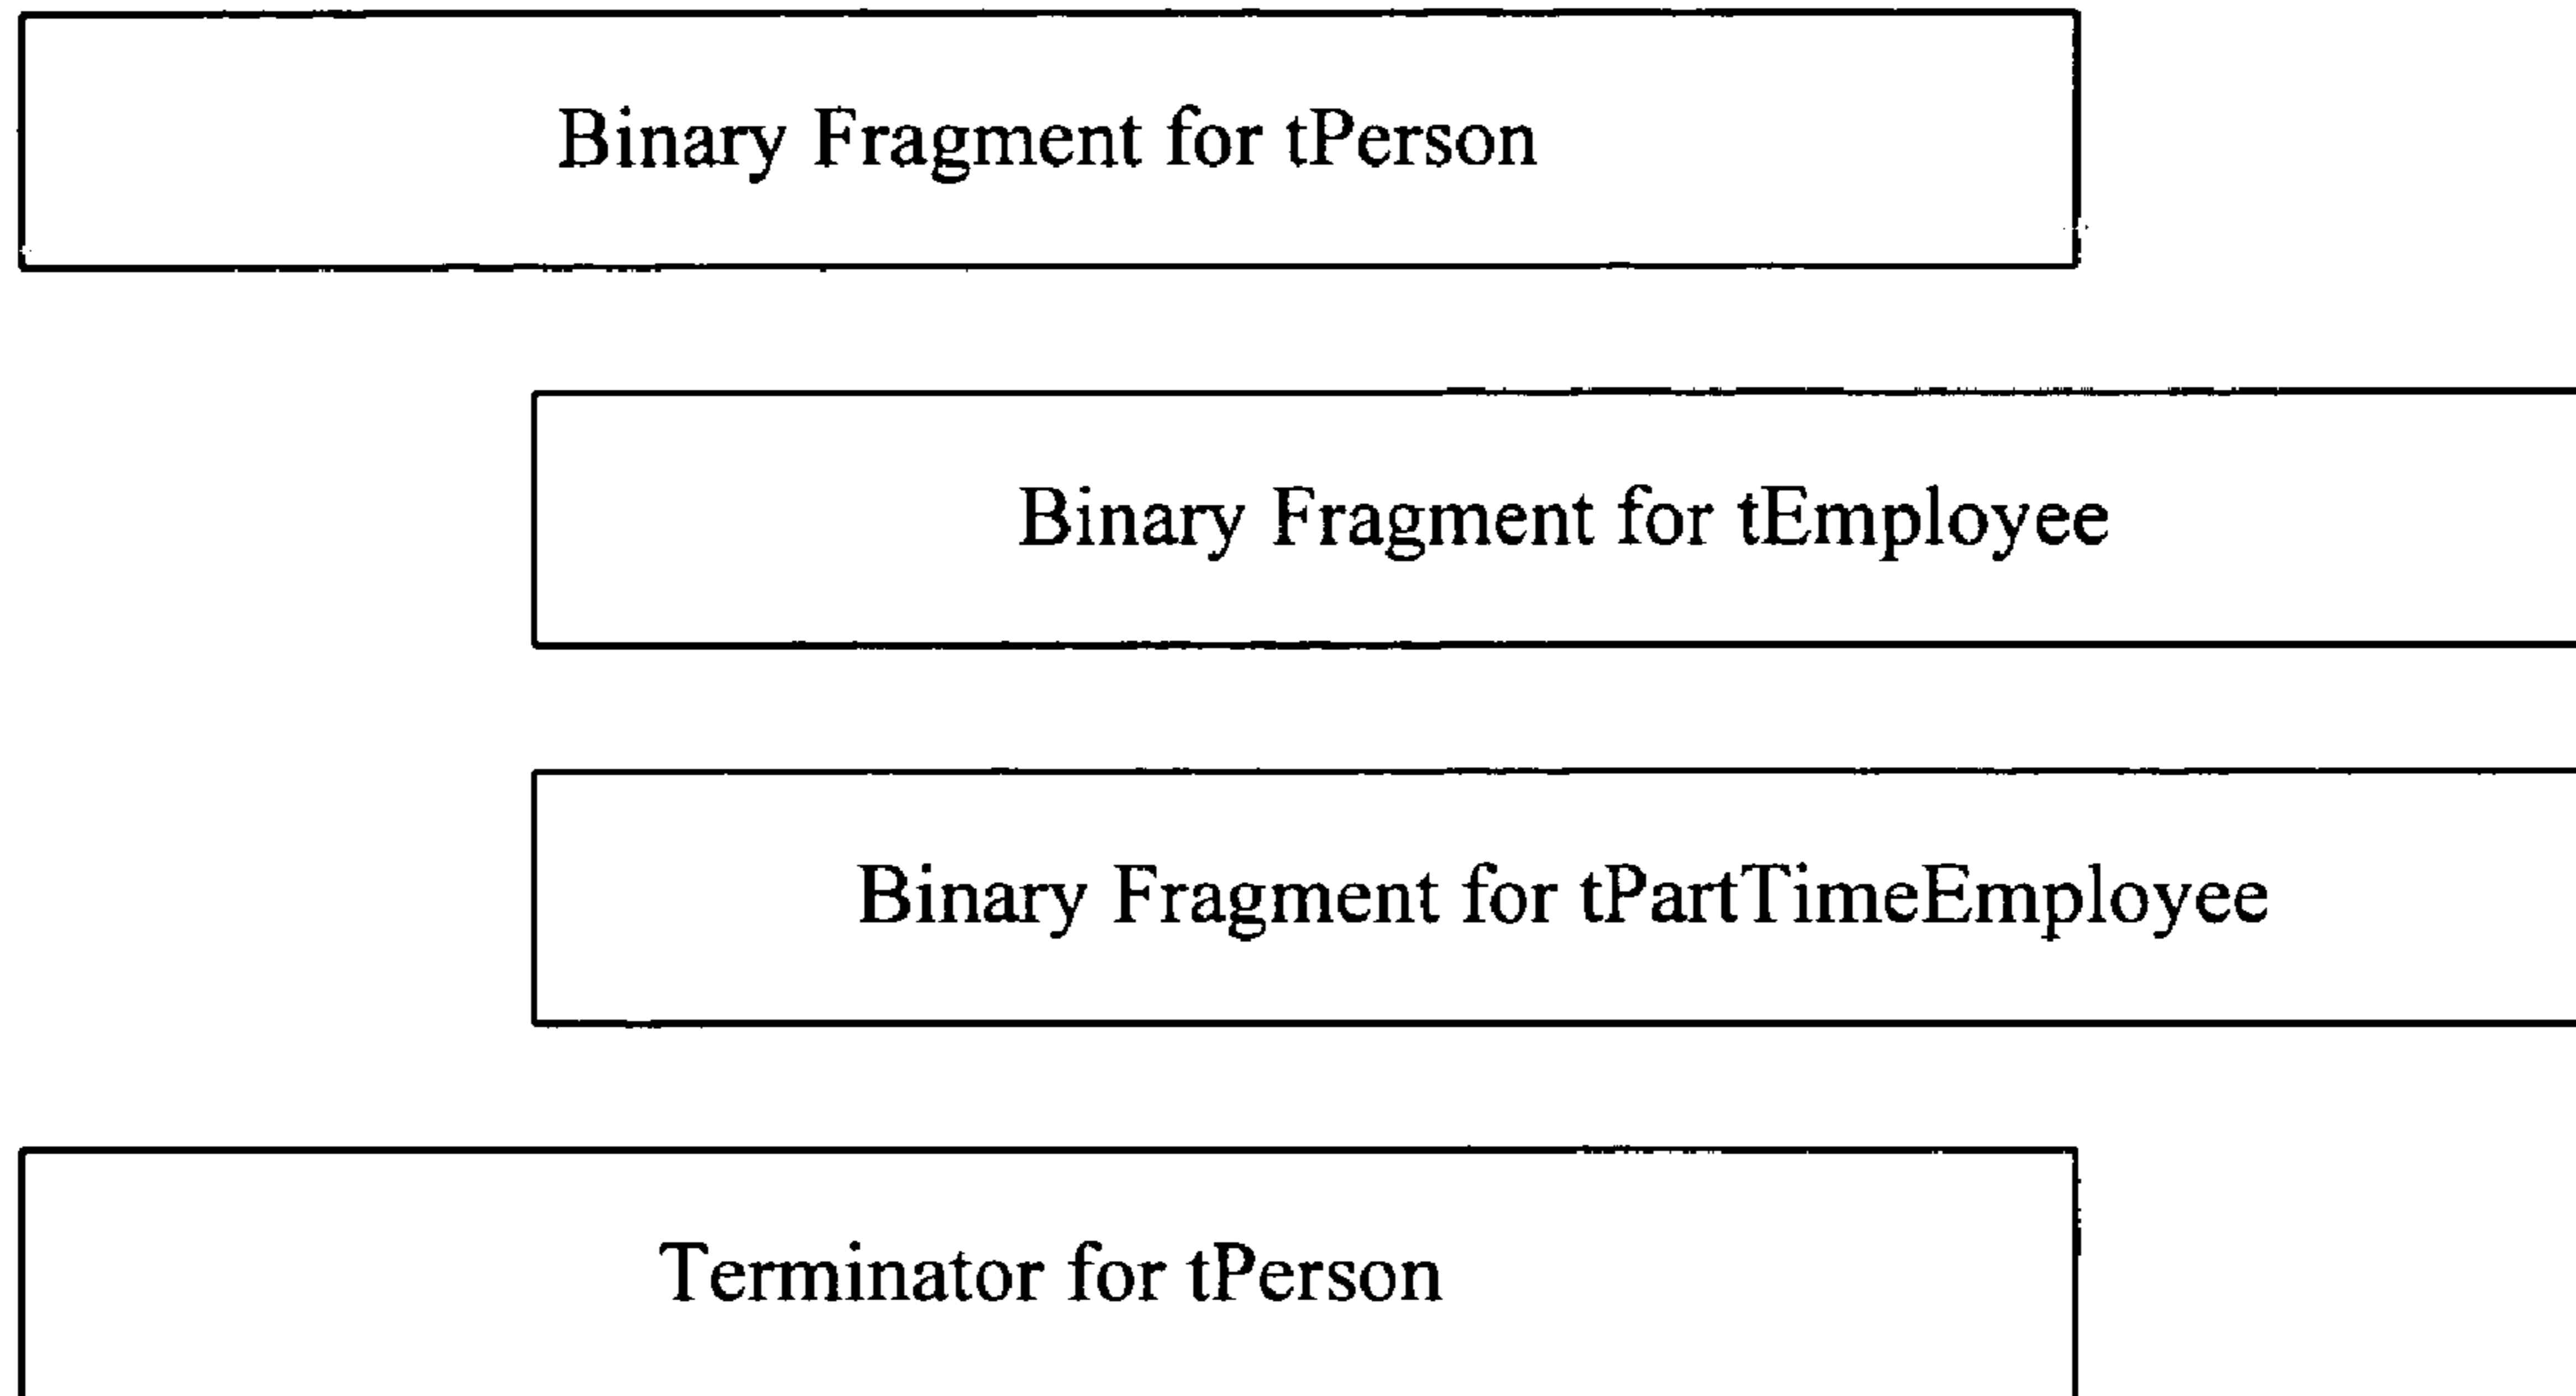 Binary Fragment for tPerson
Binary Fragment for tEmployee
Binary Fragment for tPartTimeEmployee
Terminator for tPerson